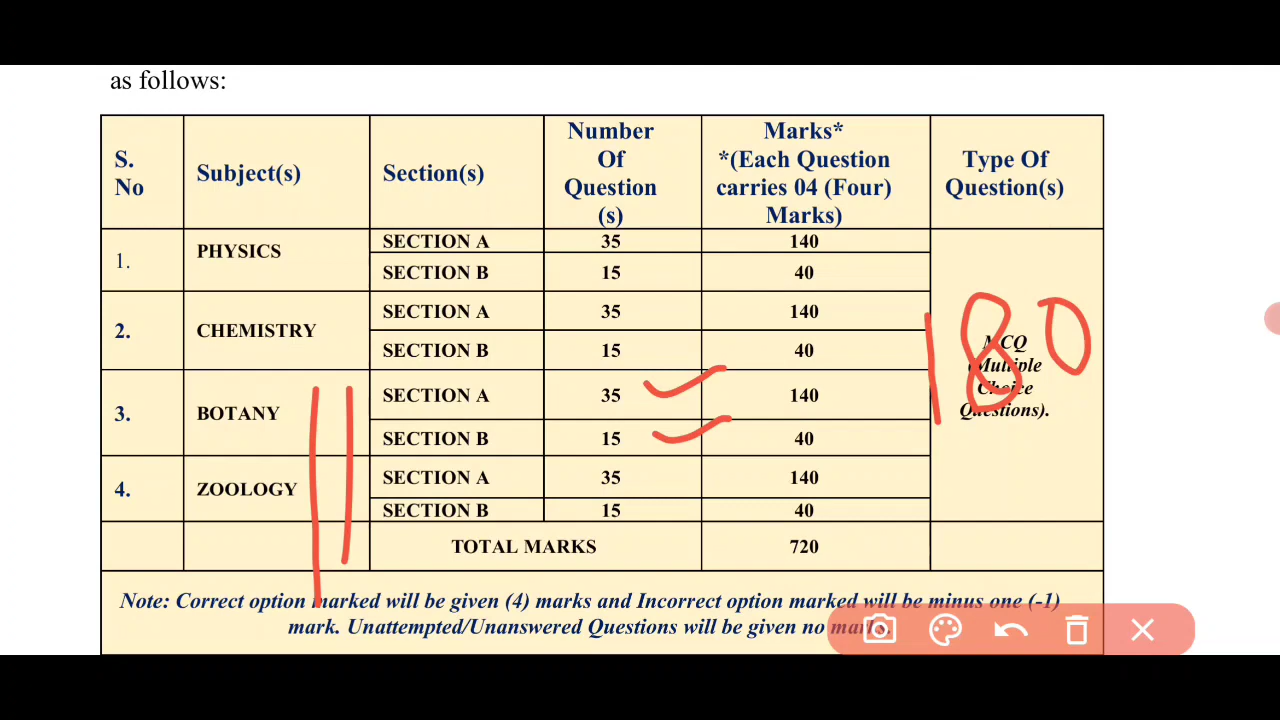 as follows:
S. No | Subject(s) | Section(s) | Number Of Question (s) | Marks* *(Each Question carries 04 (Four) Marks) | Type Of Question(s)
1. | PHYSICS | SECTION A | 35 | 140 | MCQ (Multiple Choice Questions).
SECTION B | 15 | 40
2. | CHEMISTRY | SECTION A | 35 | 140
SECTION B | 15 | 40
3. | BOTANY | SECTION A | 35 | 140
SECTION B | 15 | 40
4. | ZOOLOGY | SECTION A | 35 | 140
SECTION B | 15 | 40
TOTAL MARKS | 720
Note: Correct option marked will be given (4) marks and Incorrect option marked will be minus one (-1)
mark. Unattempted/Unanswered Questions will be given no marks.
180